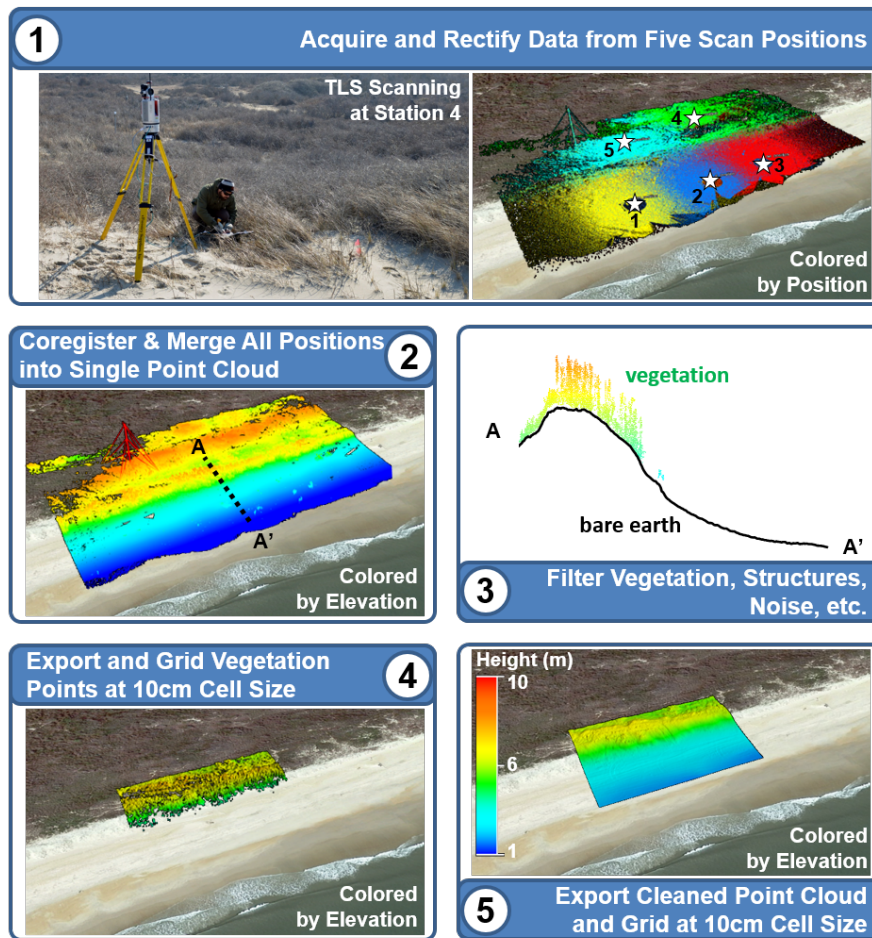 1
Acquire and Rectify Data from Five Scan Positions
TLS Scanning
at Station 4
4
5
3
2
1
Colored
by Position
Coregister & Merge All Positions
into Single Point Cloud
2
A
A’
Colored
by Elevation
vegetation
A
bare earth
A’
3
Filter Vegetation, Structures,
Noise, etc.
Export and Grid Vegetation
Points at 10cm Cell Size
4
Colored
by Elevation
Height (m)
10
6
1
Colored
by Elevation
5
Export Cleaned Point Cloud
and Grid at 10cm Cell Size